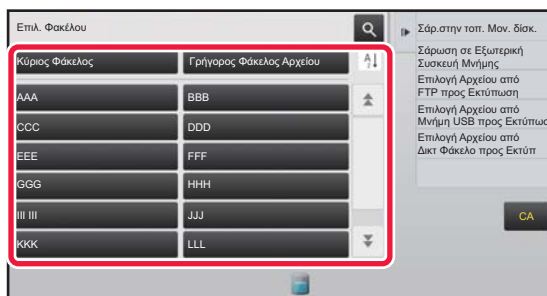 Επιλ. Φακέλου
Κύριος Φάκελος
Γρήγορος Φάκελος Αρχείου
AAA
BBB
CCC
DDD
EEE
FFF
GGG
HHH
III III
JJJ
KKK
LLL
Σάρ.στην τοπ. Μον. δίσκ.
Σάρωση σε Εξωτερική
Συσκευή Μνήμης
Επιλογή Αρχείου από
FTP προς Εκτύπωση
Επιλογή Αρχείου από
Μνήμη USB προς Εκτύπωσ
Επιλογή Αρχείου από
Δικτ Φάκελο προς Εκτύπ
CA